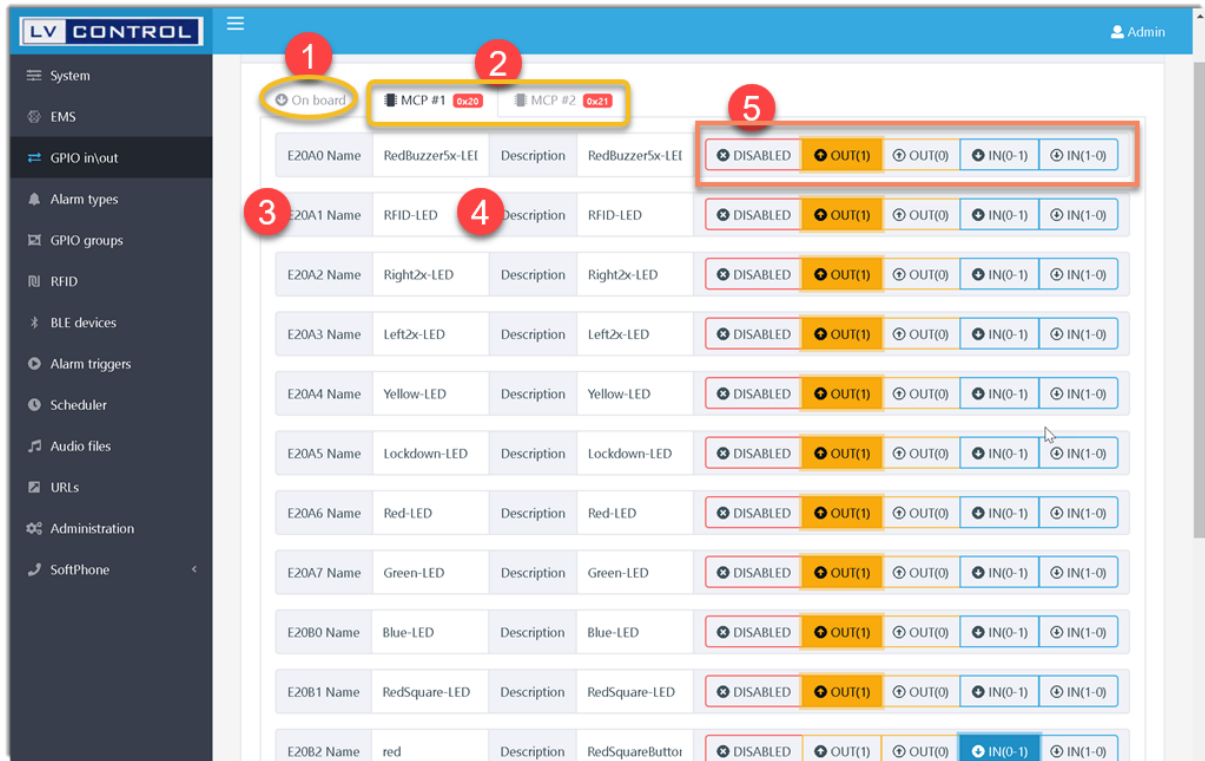 LV CONTROL
Admin
System
EMS
GPIO in\out
Alarm types
GPIO groups
RFID
BLE devices
Alarm triggers
Scheduler
Audio files
URLs
Administration
SoftPhone
1
2
On board MCP #1 0x20 MCP #2 0x21
5
E20A0 Name RedBuzzer5x-LE Description RedBuzzer5x-LE DISABLED OUT(1) OUT(0) IN(0-1) IN(1-0)
3 E20A1 Name RFID-LED 4 Description RFID-LED DISABLED OUT(1) OUT(0) IN(0-1) IN(1-0)
E20A2 Name Right2x-LED Description Right2x-LED DISABLED OUT(1) OUT(0) IN(0-1) IN(1-0)
E20A3 Name Left2x-LED Description Left2x-LED DISABLED OUT(1) OUT(0) IN(0-1) IN(1-0)
E20A4 Name Yellow-LED Description Yellow-LED DISABLED OUT(1) OUT(0) IN(0-1) IN(1-0)
E20A5 Name Lockdown-LED Description Lockdown-LED DISABLED OUT(1) OUT(0) IN(0-1) IN(1-0)
E20A6 Name Red-LED Description Red-LED DISABLED OUT(1) OUT(0) IN(0-1) IN(1-0)
E20A7 Name Green-LED Description Green-LED DISABLED OUT(1) OUT(0) IN(0-1) IN(1-0)
E20B0 Name Blue-LED Description Blue-LED DISABLED OUT(1) OUT(0) IN(0-1) IN(1-0)
E20B1 Name RedSquare-LED Description RedSquare-LED DISABLED OUT(1) OUT(0) IN(0-1) IN(1-0)
E20B2 Name red Description RedSquareButto DISABLED OUT(1) OUT(0) IN(0-1) IN(1-0)